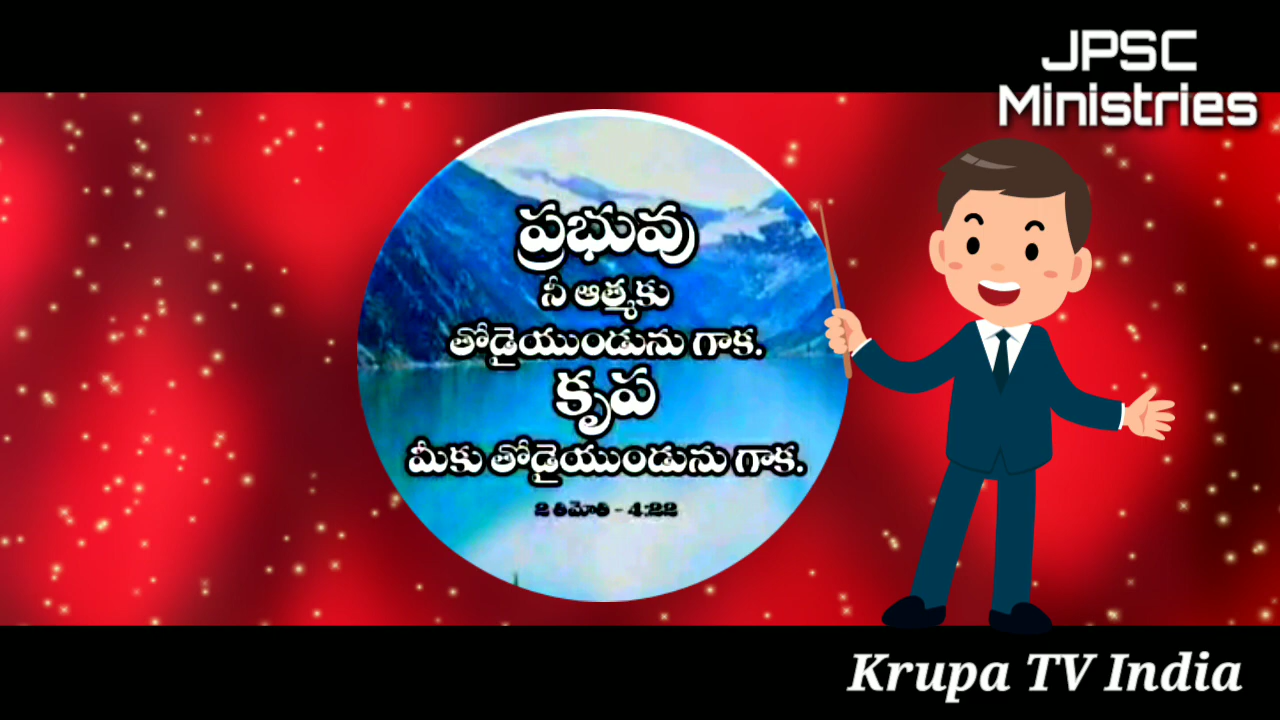 JPSC
Ministries
ప్రభువు
నీ ఆత్మకు
తోడైయుండును గాక.
కృప
మీకు తోడైయుండును గాక.
2 తిమోతి - 4:22
Krupa TV India